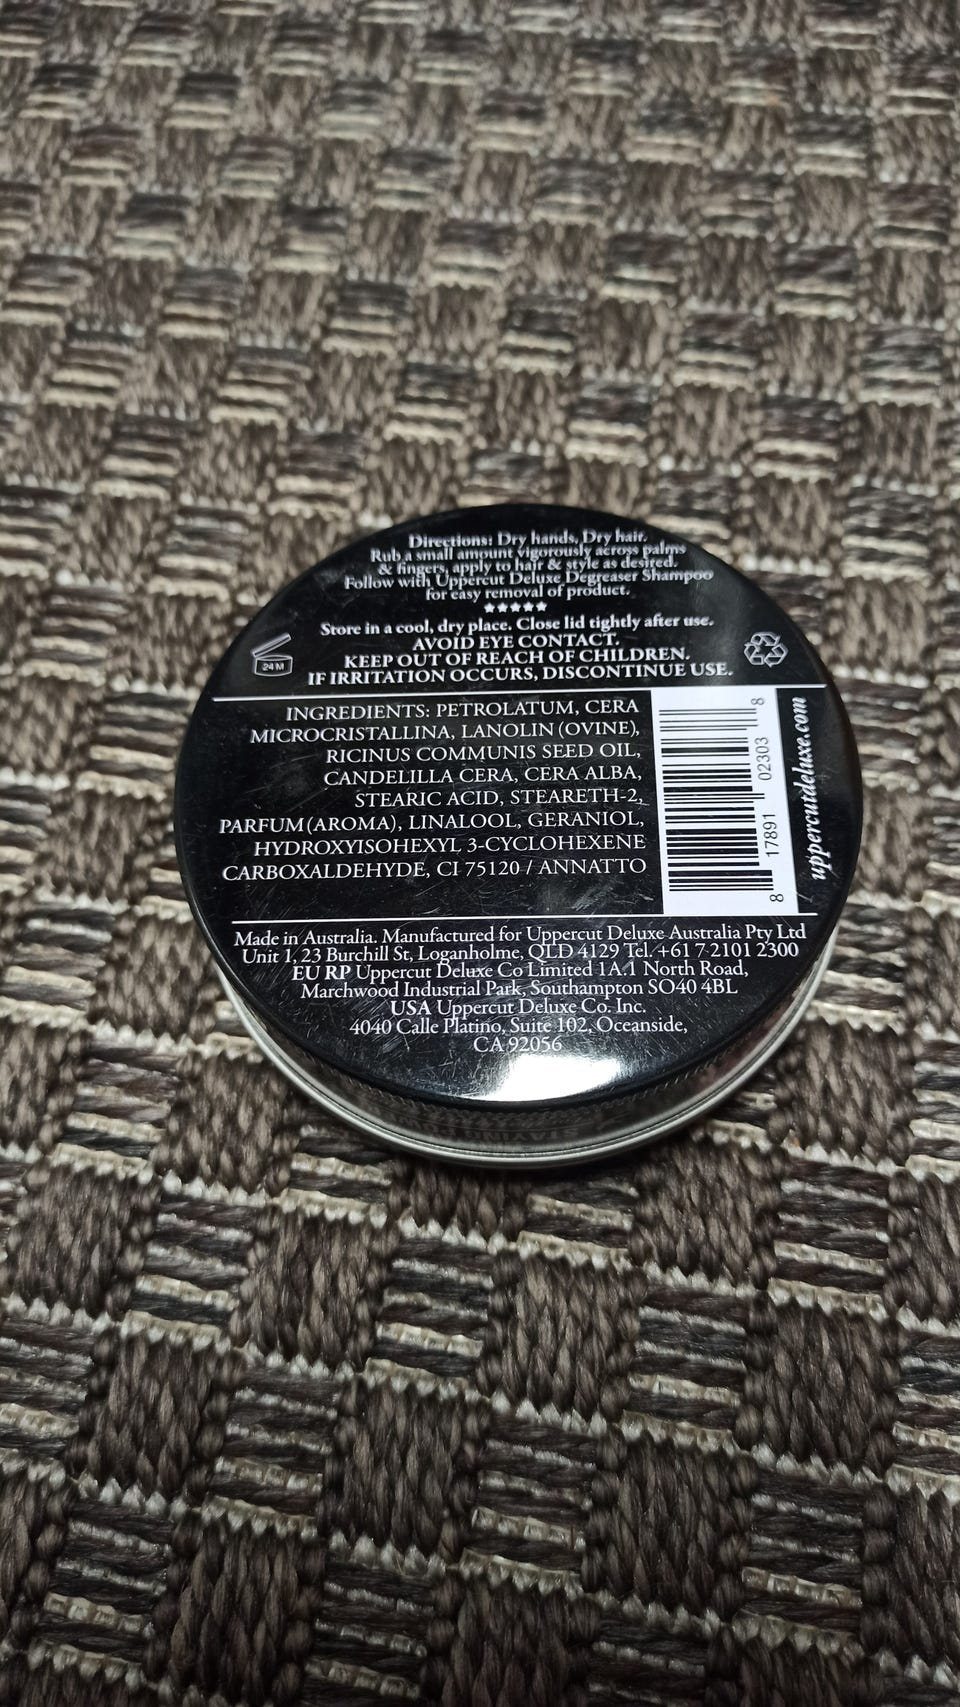 Directions: Dry hands, Dry hair.
Rub a small amount vigorously across palms
& fingers, apply to hair & style as desired.
Follow with Uppercut Deluxe Degreaser Shampoo
for easy removal of product.
Store in a cool, dry place. Close lid tightly after use.
AVOID EYE CONTACT.
KEEP OUT OF REACH OF CHILDREN.
IF IRRITATION OCCURS, DISCONTINUE USE.
24 M
INGREDIENTS: PETROLATUM, CERA
MICROCRISTALLINA, LANOLIN (OVINE),
RICINUS COMMUNIS SEED OIL,
CANDELILLA CERA, CERA ALBA,
STEARIC ACID, STEARETH-2,
PARFUM (AROMA), LINALOOL, GERANIOL,
HYDROXYISOHEXYL 3-CYCLOHEXENE
CARBOXALDEHYDE, CI 75120 / ANNATTO
8 17891 02303 8
uppercutdeluxe.com
Made in Australia. Manufactured for Uppercut Deluxe Australia Pty Ltd
Unit 1, 23 Burchill St, Loganholme, QLD 4129 Tel. +61 7 2101 2300
EU RP Uppercut Deluxe Co Limited 1A.1 North Road,
Marchwood Industrial Park, Southampton SO40 4BL
USA Uppercut Deluxe Co. Inc.
4040 Calle Platino, Suite 102, Oceanside,
CA 92056